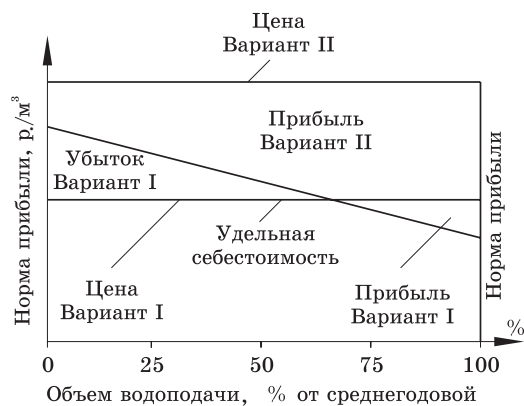 Цена
Вариант II
Норма прибыли, р./м³
Прибыль
Вариант II
Убыток
Вариант I
Удельная
себестоимость
Цена
Вариант I
Прибыль
Вариант I
Норма прибыли
%
0 25 50 75 100
Объем водоподачи, % от среднегодовой